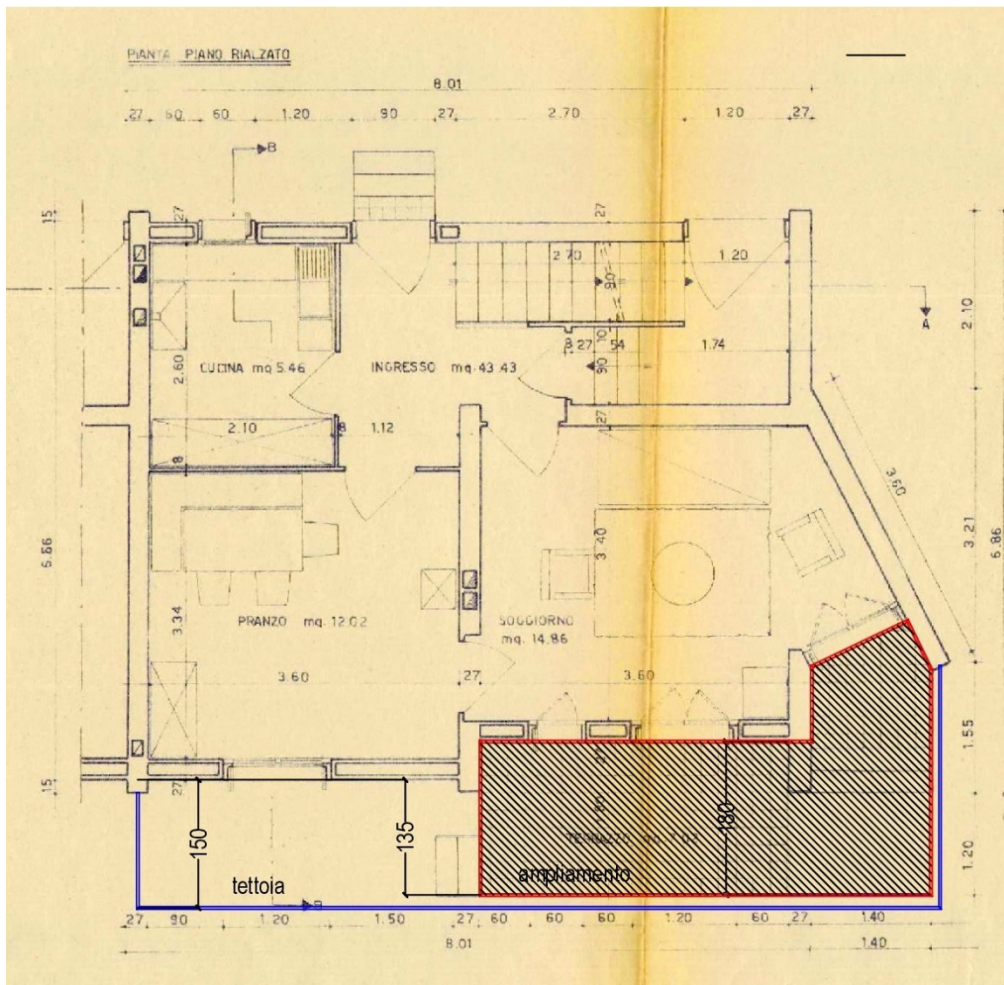 PIANTA PIANO RIALZATO
8.01
27 60 60 1.20 90 27 2.70 1.20 27
B
15
27
27
2.70
1.20
90
A
2.10
8 27 54
10
1.74
CUCINA mq 5.46
INGRESSO mq. 43.43
2.60
90
27
2.10
8
1.12
8
3.60
6.66
3.40
3.21
6.86
3.34
PRANZO mq. 12.02
SOGGIORNO
mq. 14.86
3.60
27
3.60
1.55
15
27
150
135
180
TERRAZZO
ampliamento
tettoia
1.20
27 90 1.20 1.50 27 60 60 60 1.20 60 27 1.40
8.01
1.40